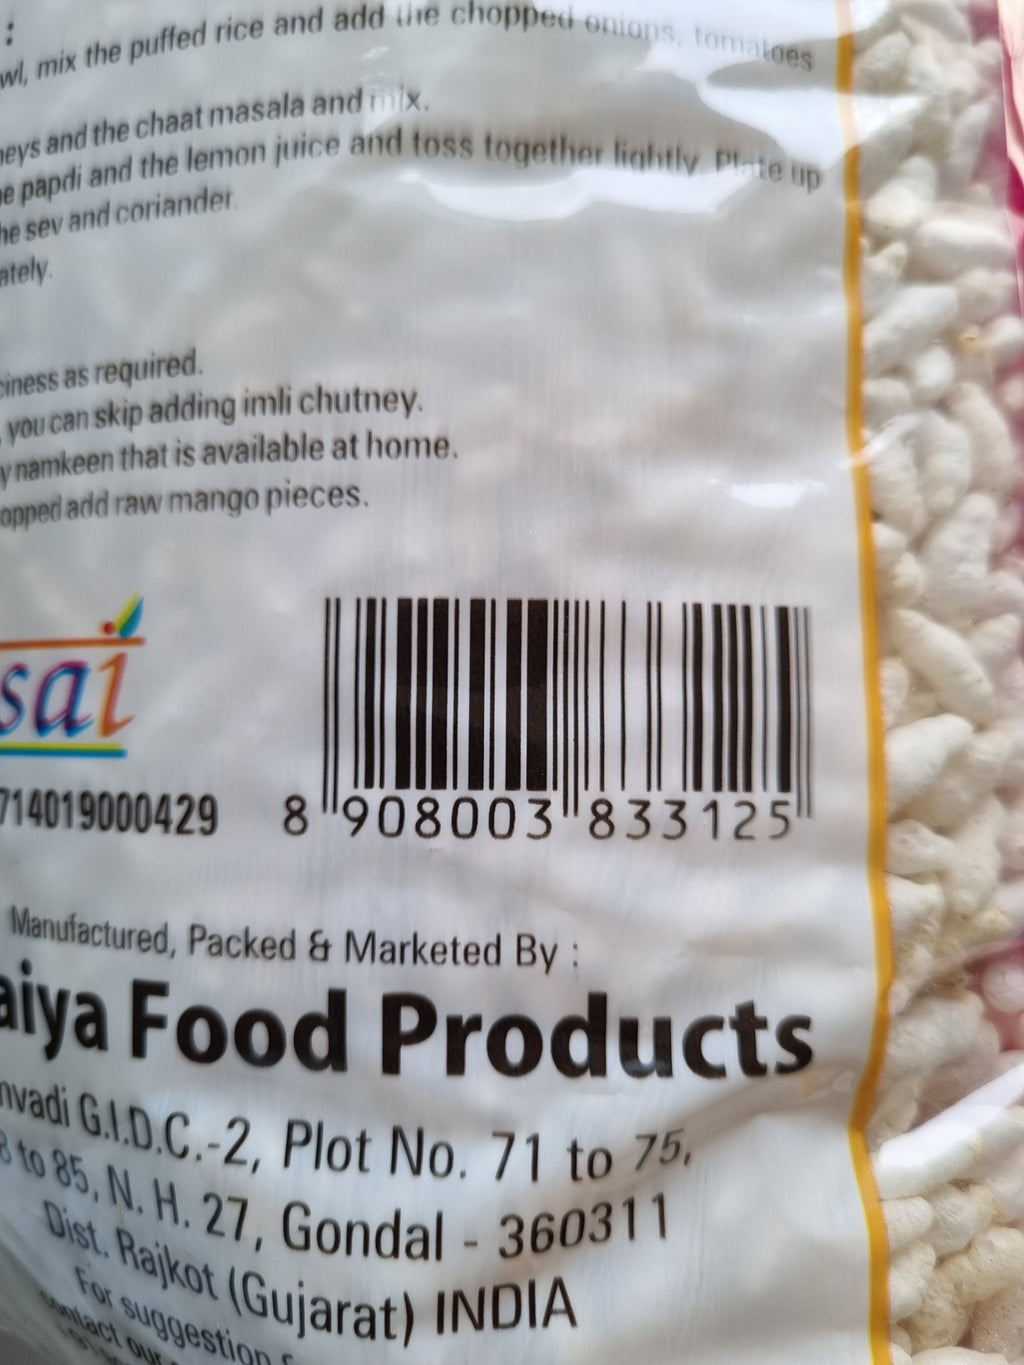 :
wl, mix the puffed rice and add the chopped onions, tomatoes
eys and the chaat masala and mix.
e papdi and the lemon juice and toss together lightly. Plate up
he sev and coriander.
ately.
ciness as required.
you can skip adding imli chutney.
y namkeen that is available at home.
opped add raw mango pieces.
sai
714019000429
8 908003 833125
Manufactured, Packed & Marketed By :
aiya Food Products
nvadi G.I.D.C.-2, Plot No. 71 to 75,
8 to 85, N. H. 27, Gondal - 360311
Dist. Rajkot (Gujarat) INDIA
For suggestion
contact our